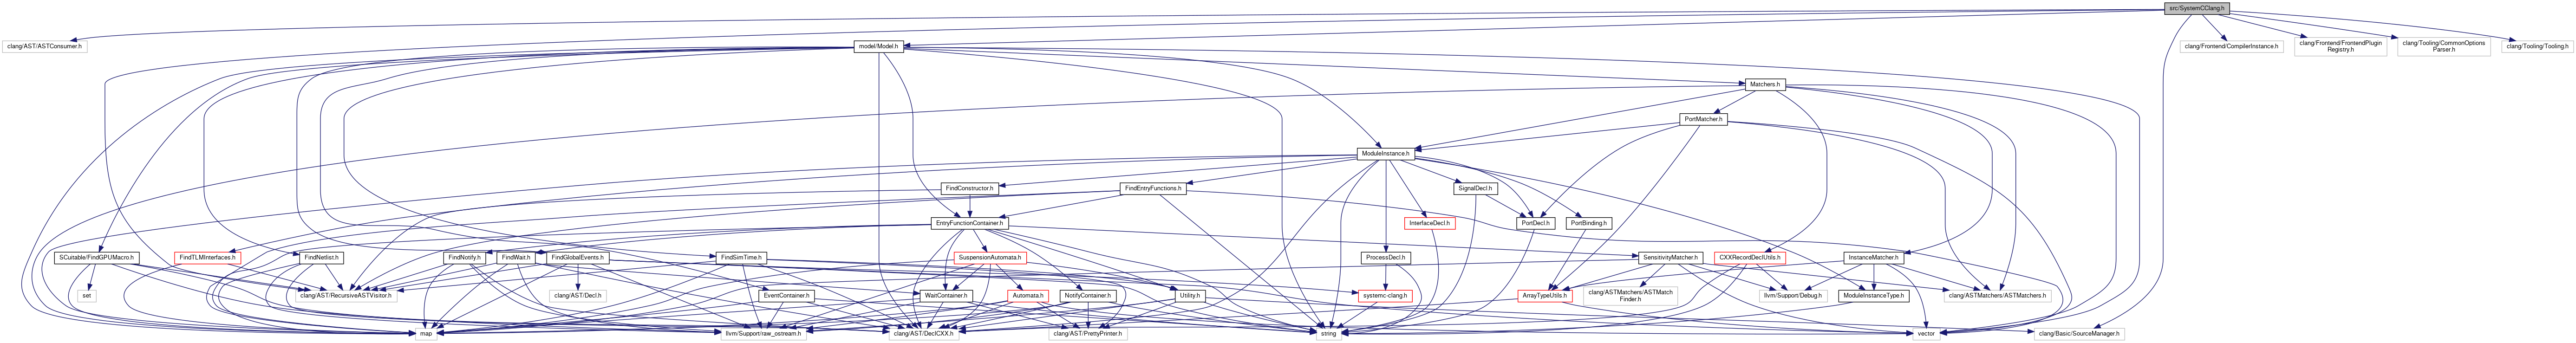 src/SystemCClang.h
clang/AST/ASTConsumer.h
model/Model.h
clang/Frontend/CompilerInstance.h
clang/Frontend/FrontendPlugin
Registry.h
clang/Tooling/CommonOptions
Parser.h
clang/Tooling/Tooling.h
Matchers.h
PortMatcher.h
ModuleInstance.h
FindConstructor.h
FindEntryFunctions.h
SignalDecl.h
EntryFunctionContainer.h
InterfaceDecl.h
PortDecl.h
PortBinding.h
SCuitable/FindGPUMacro.h
FindTLMInterfaces.h
FindNetlist.h
FindNotify.h
FindWait.h
FindGlobalEvents.h
FindSimTime.h
SuspensionAutomata.h
ProcessDecl.h
SensitivityMatcher.h
CXXRecordDeclUtils.h
InstanceMatcher.h
set
clang/AST/RecursiveASTVisitor.h
clang/AST/Decl.h
EventContainer.h
WaitContainer.h
Automata.h
NotifyContainer.h
Utility.h
systemc-clang.h
ArrayTypeUtils.h
clang/ASTMatchers/ASTMatch
Finder.h
llvm/Support/Debug.h
ModuleInstanceType.h
clang/ASTMatchers/ASTMatchers.h
map
llvm/Support/raw_ostream.h
clang/AST/DeclCXX.h
clang/AST/PrettyPrinter.h
string
vector
clang/Basic/SourceManager.h